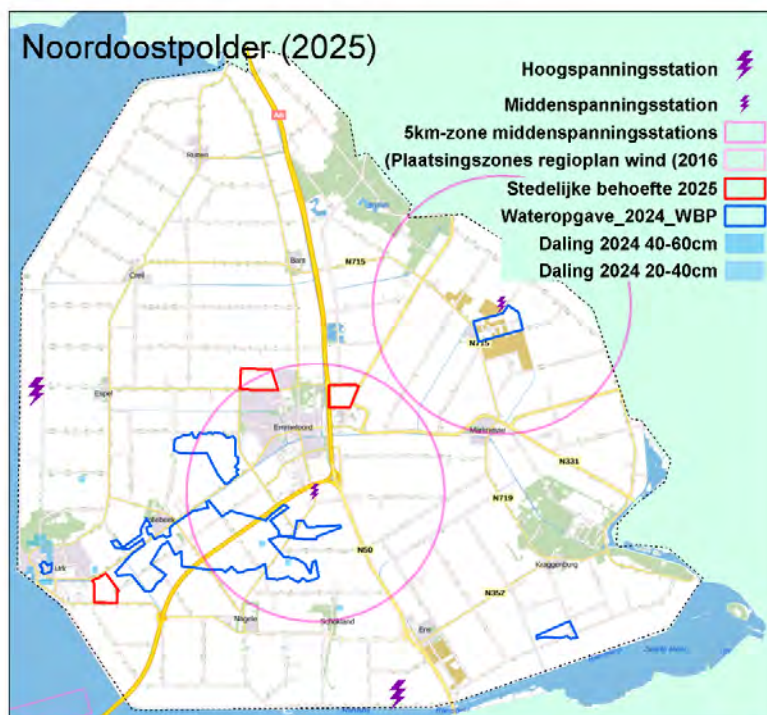 Noordoostpolder (2025)
Hoogspanningsstation
Middenspanningsstation
5km-zone middenspanningsstations
(Plaatsingszones regioplan wind (2016
Stedelijke behoefte 2025
Wateropgave_2024_WBP
Daling 2024 40-60cm
Daling 2024 20-40cm
A6
Rutten
Creil
Bant
N715
N715
Espel
Emmeloord
Marknesse
N331
N719
Tollebeek
Urk
N50
Kraggenburg
N352
Nagele
Schokland
Ens